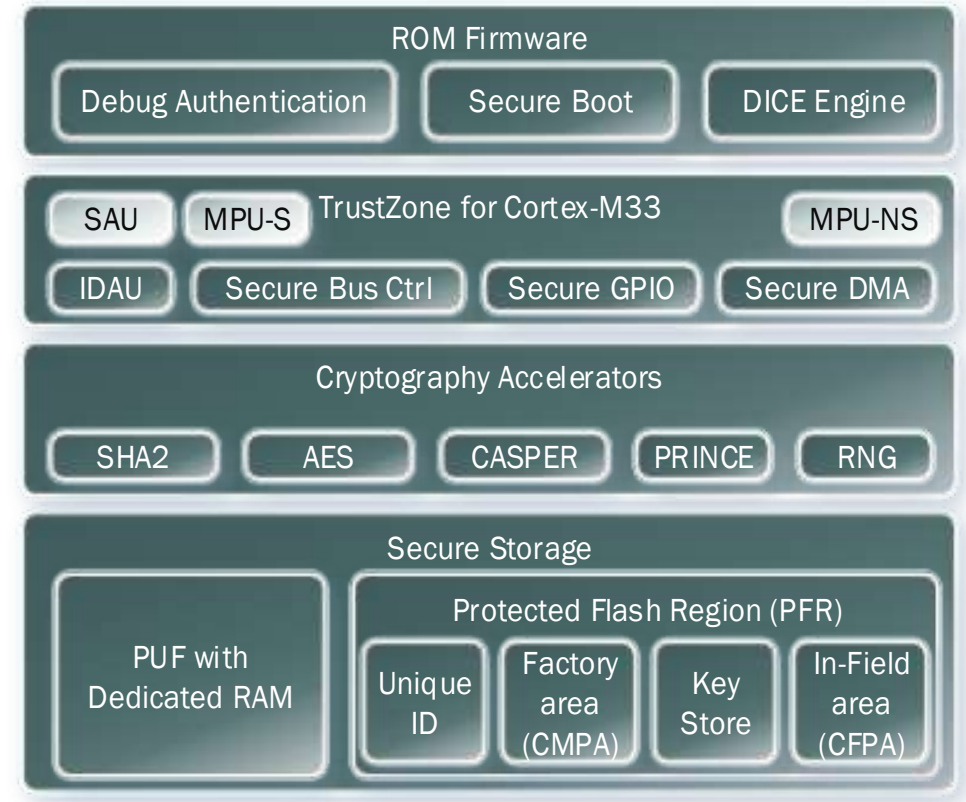 ROM Firmware
Debug Authentication
Secure Boot
DICE Engine
TrustZone for Cortex-M33
SAU
MPU-S
MPU-NS
IDAU
Secure Bus Ctrl
Secure GPIO
Secure DMA
Cryptography Accelerators
SHA2
AES
CASPER
PRINCE
RNG
Secure Storage
PUF with
Dedicated RAM
Protected Flash Region (PFR)
Unique
ID
Factory
area
(CMPA)
Key
Store
In-Field
area
(CFPA)